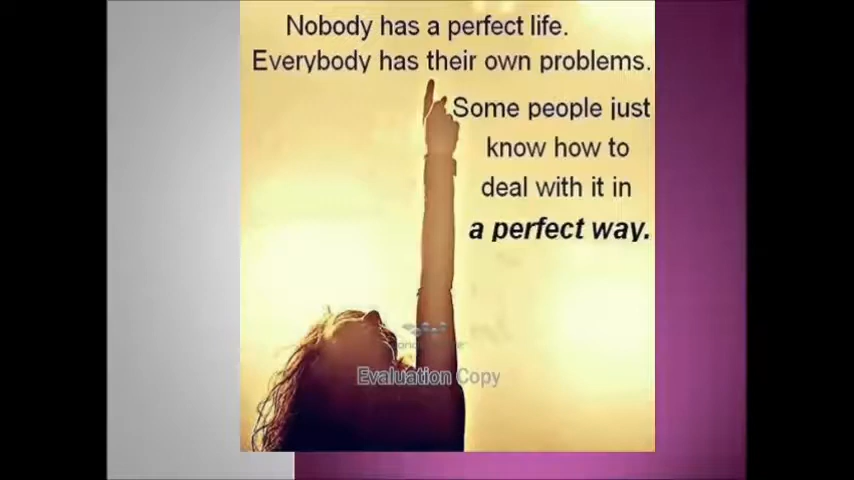 Nobody has a perfect life.
Everybody has their own problems.
Some people just
know how to
deal with it in
a perfect way.
Evaluation Copy